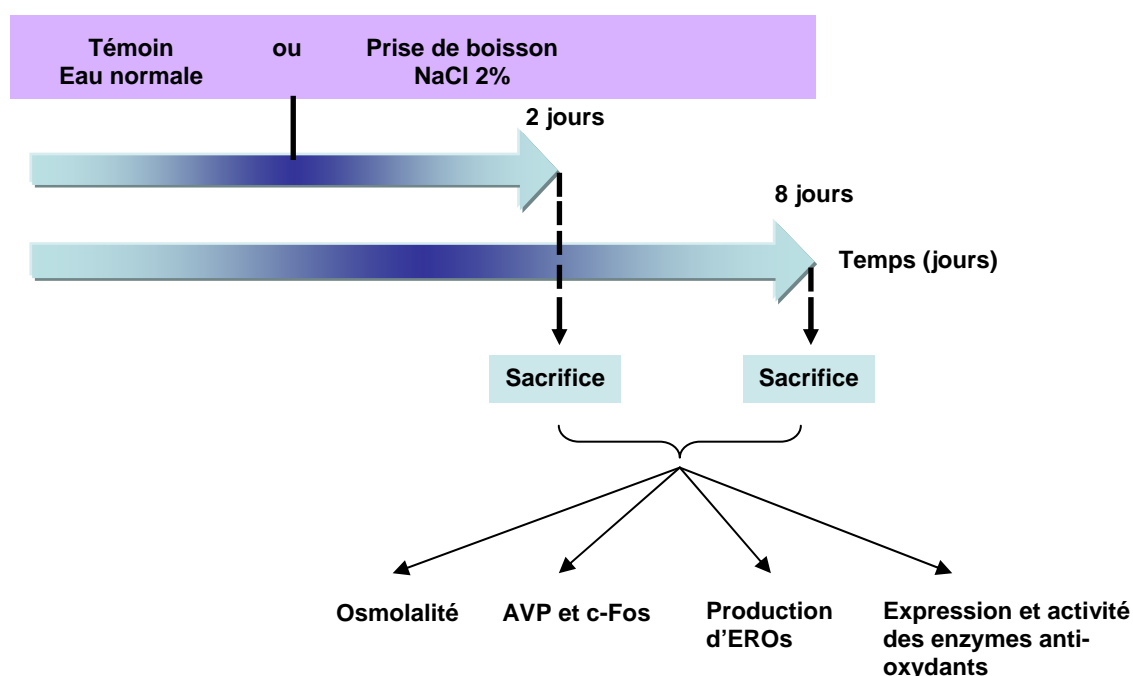 Témoin ou Prise de boisson
Eau normale NaCl 2%
2 jours
8 jours
Temps (jours)
Sacrifice Sacrifice
Osmolalité AVP et c-Fos Production Expression et activité
d'EROs des enzymes anti-
oxydants